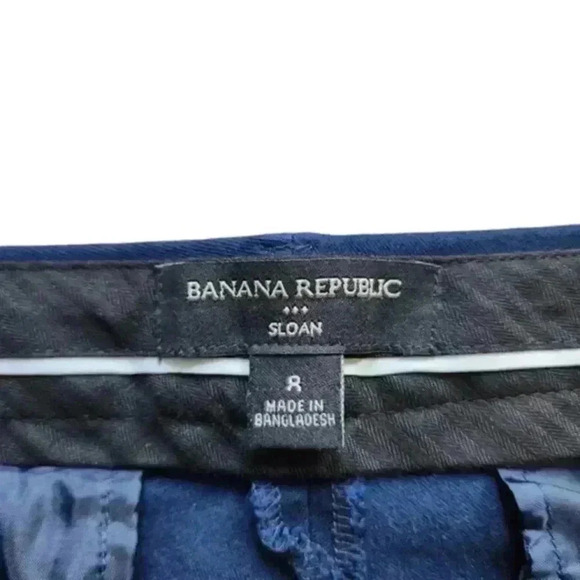 BANANA REPUBLIC
SLOAN
8
MADE IN
BANGLADESH